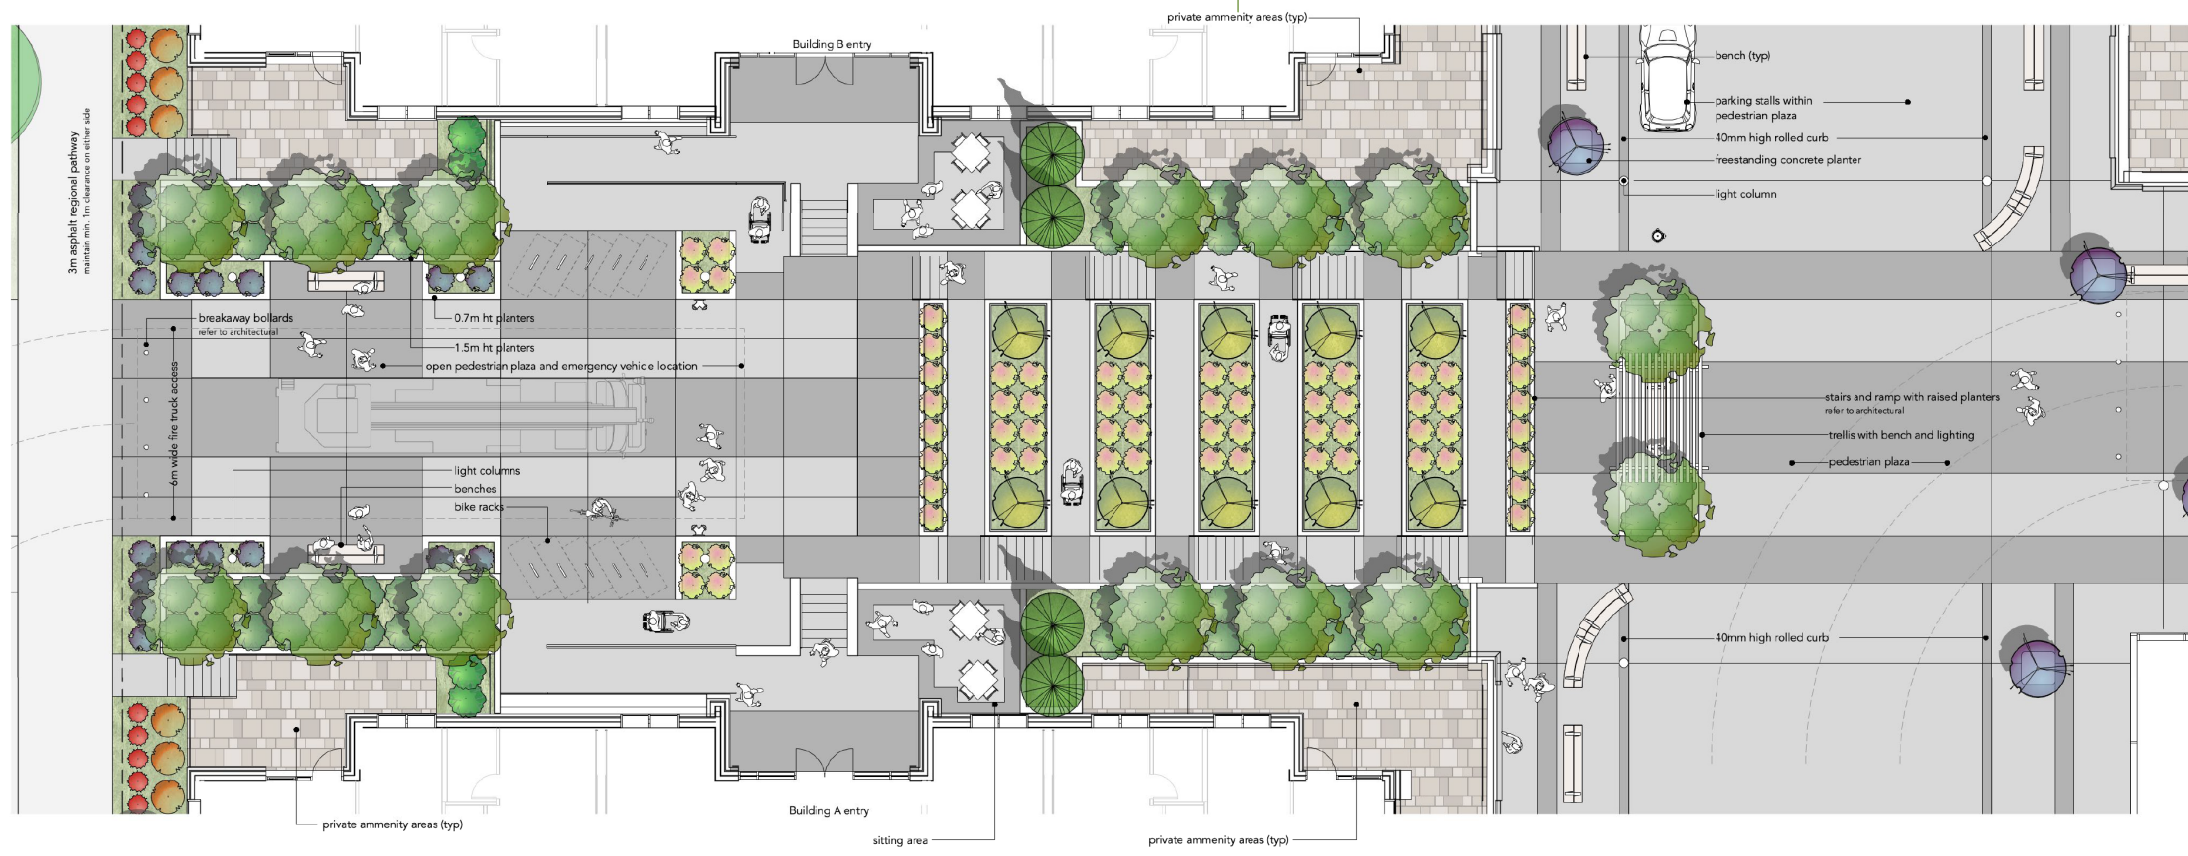 private ammenity areas (typ)
Building B entry
bench (typ)
parking stalls within
pedestrian plaza
40mm high rolled curb
freestanding concrete planter
light column
3m asphalt regional pathway
maintain min. 1m clearance on either side
breakaway bollards
refer to architectural
0.7m ht planters
1.5m ht planters
open pedestrian plaza and emergency vehicle location
6m wide fire truck access
stairs and ramp with raised planters
refer to architectural
trellis with bench and lighting
pedestrian plaza
light columns
benches
bike racks
40mm high rolled curb
Building A entry
private ammenity areas (typ)
sitting area
private ammenity areas (typ)